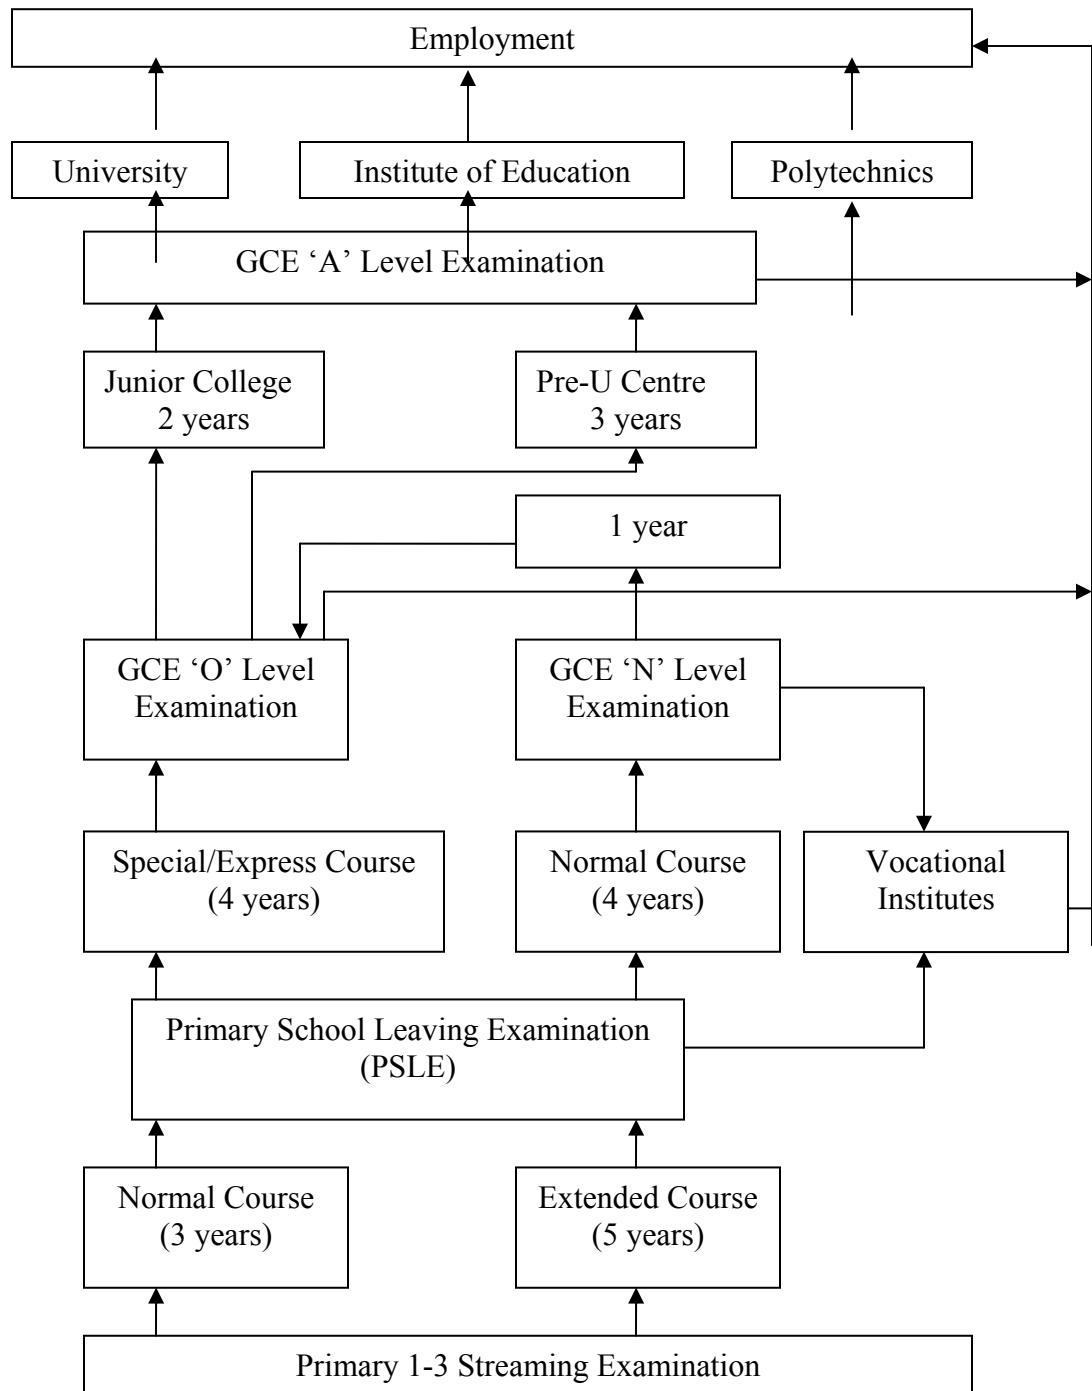 Employment
University
Institute of Education
Polytechnics
GCE ‘A’ Level Examination
Junior College
2 years
Pre-U Centre
3 years
1 year
GCE ‘O’ Level
Examination
GCE ‘N’ Level
Examination
Special/Express Course
(4 years)
Normal Course
(4 years)
Vocational
Institutes
Primary School Leaving Examination
(PSLE)
Normal Course
(3 years)
Extended Course
(5 years)
Primary 1-3 Streaming Examination